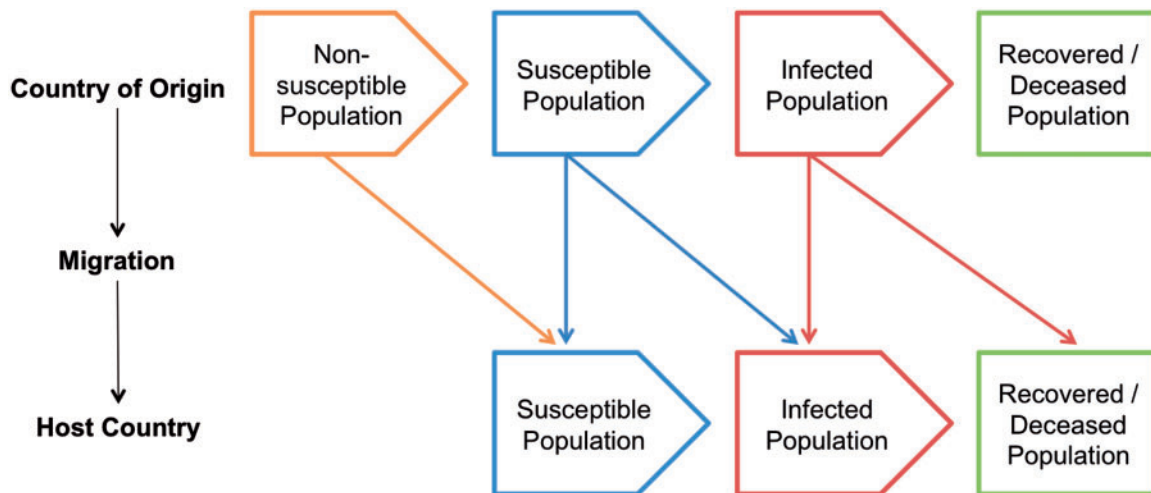 Country of Origin
Non-
susceptible
Population
Susceptible
Population
Infected
Population
Recovered /
Deceased
Population
Migration
Host Country
Susceptible
Population
Infected
Population
Recovered /
Deceased
Population